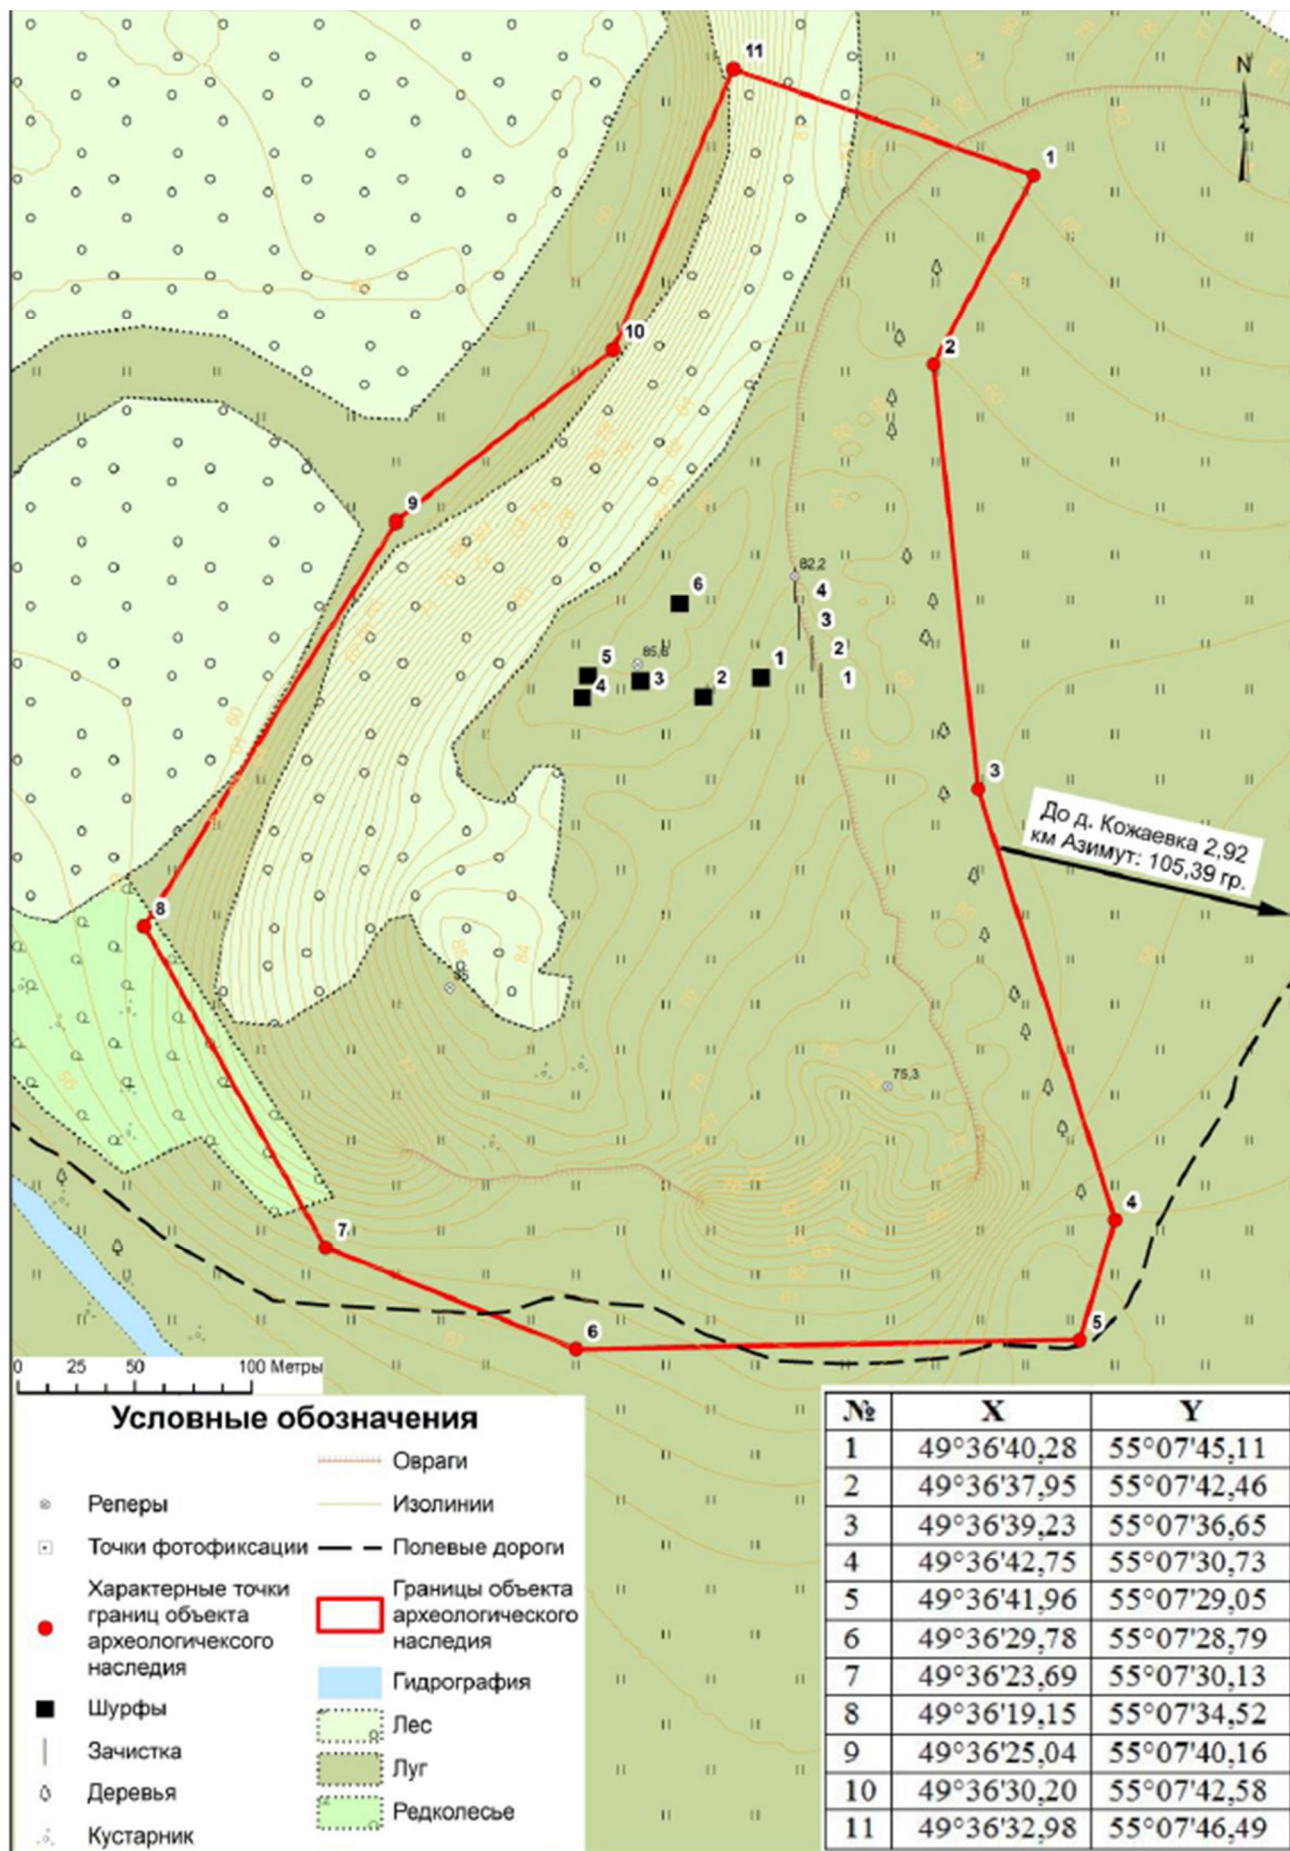 N
11
1
10
2
9
82,2
6
4
3
5
85,8
1
2
4
3
2
1
3
До д. Кожаевка 2,92
км Азимут: 105,39 гр.
8
75,3
4
7
5
6
0 25 50 100 Метры
Условные обозначения
Овраги
Реперы
Изолинии
Точки фотофиксации
Полевые дороги
Характерные точки
границ объекта
археологичекского
наследия
Границы объекта
археологического
наследия
Шурфы
Гидрография
Зачистка
Лес
Деревья
Луг
Кустарник
Редколесье
№ X Y
1 49°36'40,28 55°07'45,11
2 49°36'37,95 55°07'42,46
3 49°36'39,23 55°07'36,65
4 49°36'42,75 55°07'30,73
5 49°36'41,96 55°07'29,05
6 49°36'29,78 55°07'28,79
7 49°36'23,69 55°07'30,13
8 49°36'19,15 55°07'34,52
9 49°36'25,04 55°07'40,16
10 49°36'30,20 55°07'42,58
11 49°36'32,98 55°07'46,49